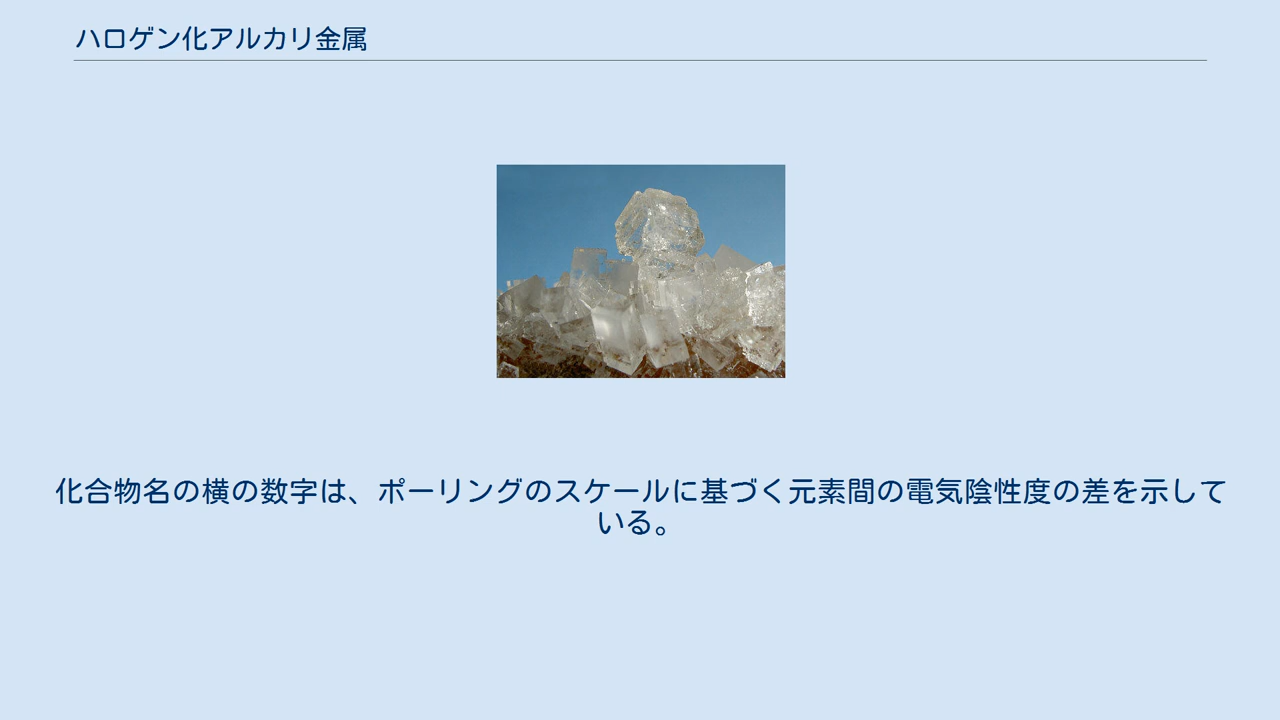 ハロゲン化アルカリ金属
化合物名の横の数字は、ポーリングのスケールに基づく元素間の電気陰性度の差を示して
いる。